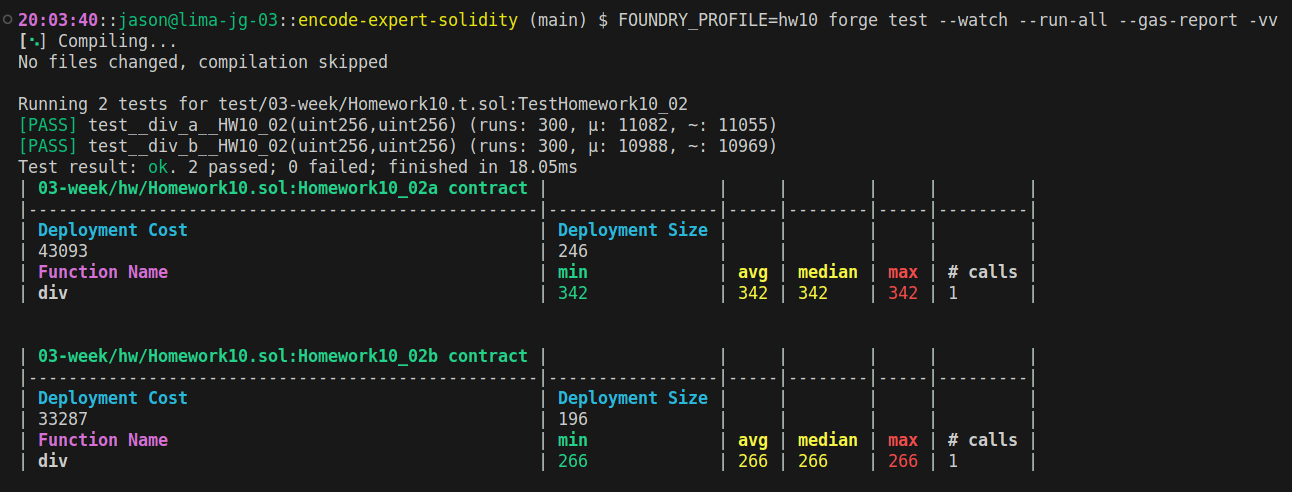 20:03:40::jason@lima-jg-03::encode-expert-solidity (main) $ FOUNDRY_PROFILE=hw10 forge test --watch --run-all --gas-report -vv
[⠢] Compiling...
No files changed, compilation skipped
Running 2 tests for test/03-week/Homework10.t.sol:TestHomework10_02
[PASS] test__div_a__HW10_02(uint256,uint256) (runs: 300, μ: 11082, ~: 11055)
[PASS] test__div_b__HW10_02(uint256,uint256) (runs: 300, μ: 10988, ~: 10969)
Test result: ok. 2 passed; 0 failed; finished in 18.05ms
| 03-week/hw/Homework10.sol:Homework10_02a contract |                 |     |        |     |         |
|---------------------------------------------------|-----------------|-----|--------|-----|---------|
| Deployment Cost                                   | Deployment Size |     |        |     |         |
| 43093                                             | 246             |     |        |     |         |
| Function Name                                     | min             | avg | median | max | # calls |
| div                                               | 342             | 342 | 342    | 342 | 1       |
| 03-week/hw/Homework10.sol:Homework10_02b contract |                 |     |        |     |         |
|---------------------------------------------------|-----------------|-----|--------|-----|---------|
| Deployment Cost                                   | Deployment Size |     |        |     |         |
| 33287                                             | 196             |     |        |     |         |
| Function Name                                     | min             | avg | median | max | # calls |
| div                                               | 266             | 266 | 266    | 266 | 1       |